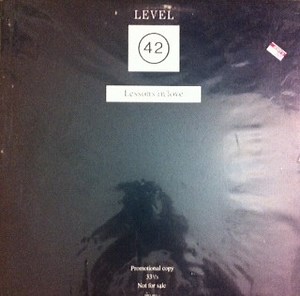 LEVEL
42
Lessons in love
Promotional copy
33⅓
Not for sale